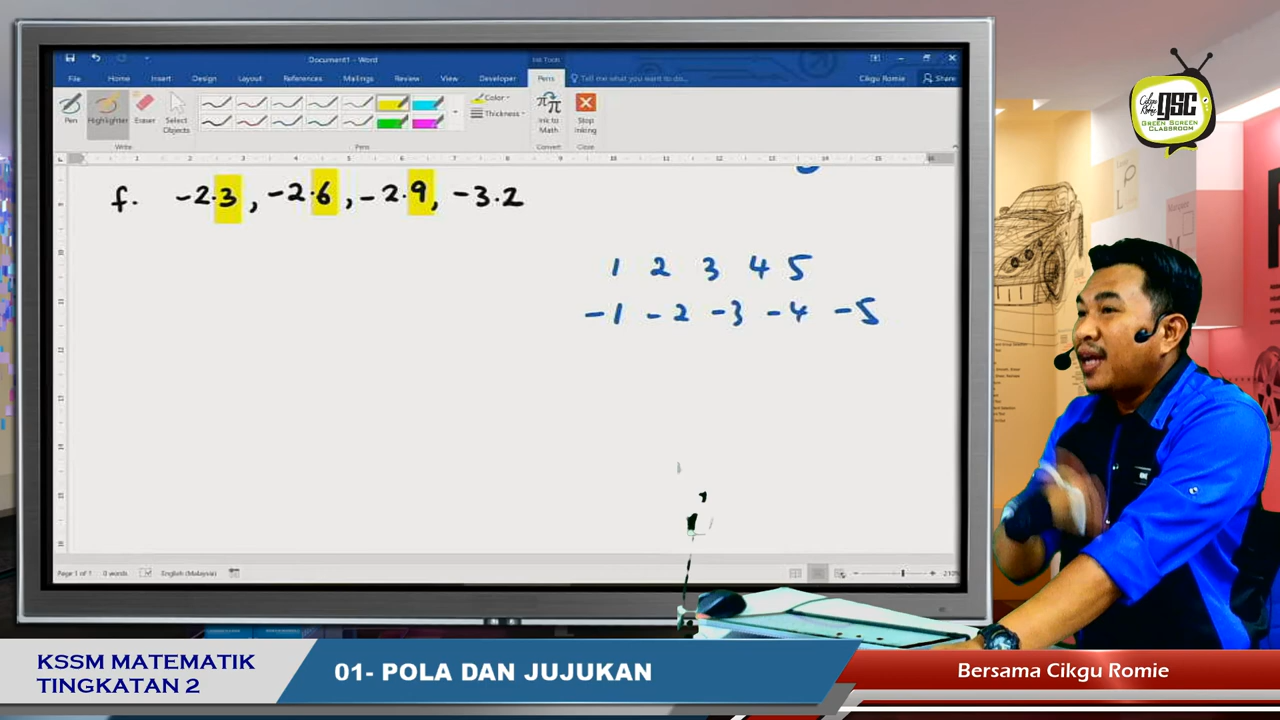 Document1 - Word
Ink Tools
File Home Insert Design Layout References Mailings Review View Developer Pens Tell me what you want to do... Cikgu Romie Share
Pen Highlighter Eraser Select Objects
Color
Thickness
Ink to Math
Stop Inking
Write Pens Convert Close
f. -2.3, -2.6, -2.9, -3.2
1 2 3 4 5
-1 -2 -3 -4 -5
Page 1 of 1 0 words English (Malaysia)
Cikgu Romie GSC
GREEN SCREEN
CLASSROOM
KSSM MATEMATIK
TINGKATAN 2
01- POLA DAN JUJUKAN
Bersama Cikgu Romie